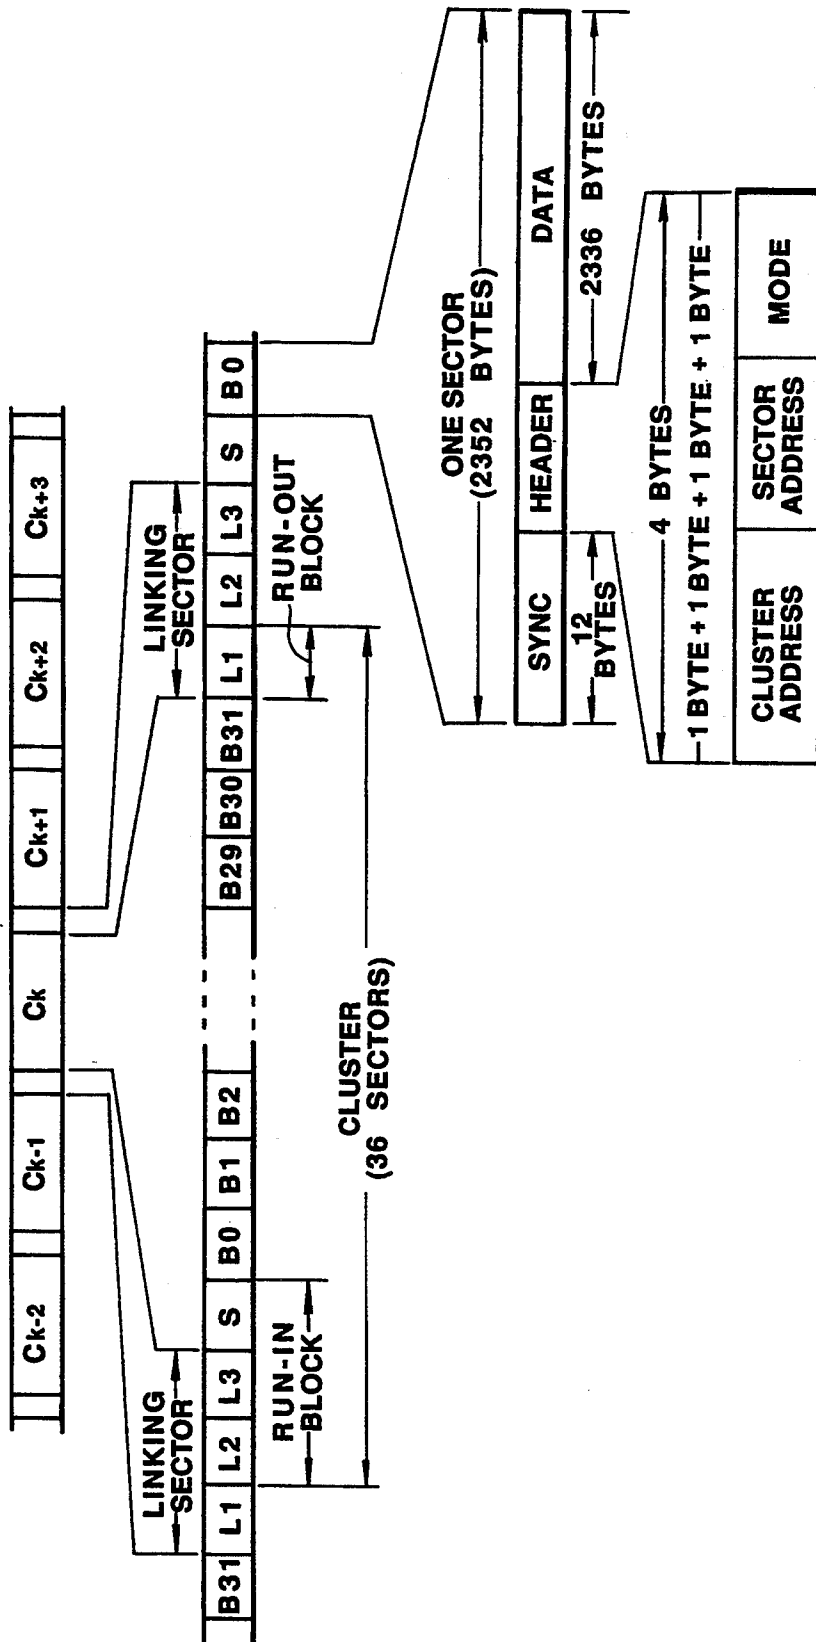 Ck-2 Ck-1 Ck Ck+1 Ck+2 Ck+3
LINKING
SECTOR
LINKING
SECTOR
B31 L1 L2 L3 S B0 B1 B2 B29 B30 B31 L1 L2 L3 S B0
RUN-IN
BLOCK
RUN-OUT
BLOCK
CLUSTER
(36 SECTORS)
ONE SECTOR
(2352 BYTES)
SYNC HEADER DATA
12
BYTES
2336 BYTES
4 BYTES
1 BYTE + 1 BYTE + 1 BYTE + 1 BYTE
CLUSTER
ADDRESS
SECTOR
ADDRESS
MODE